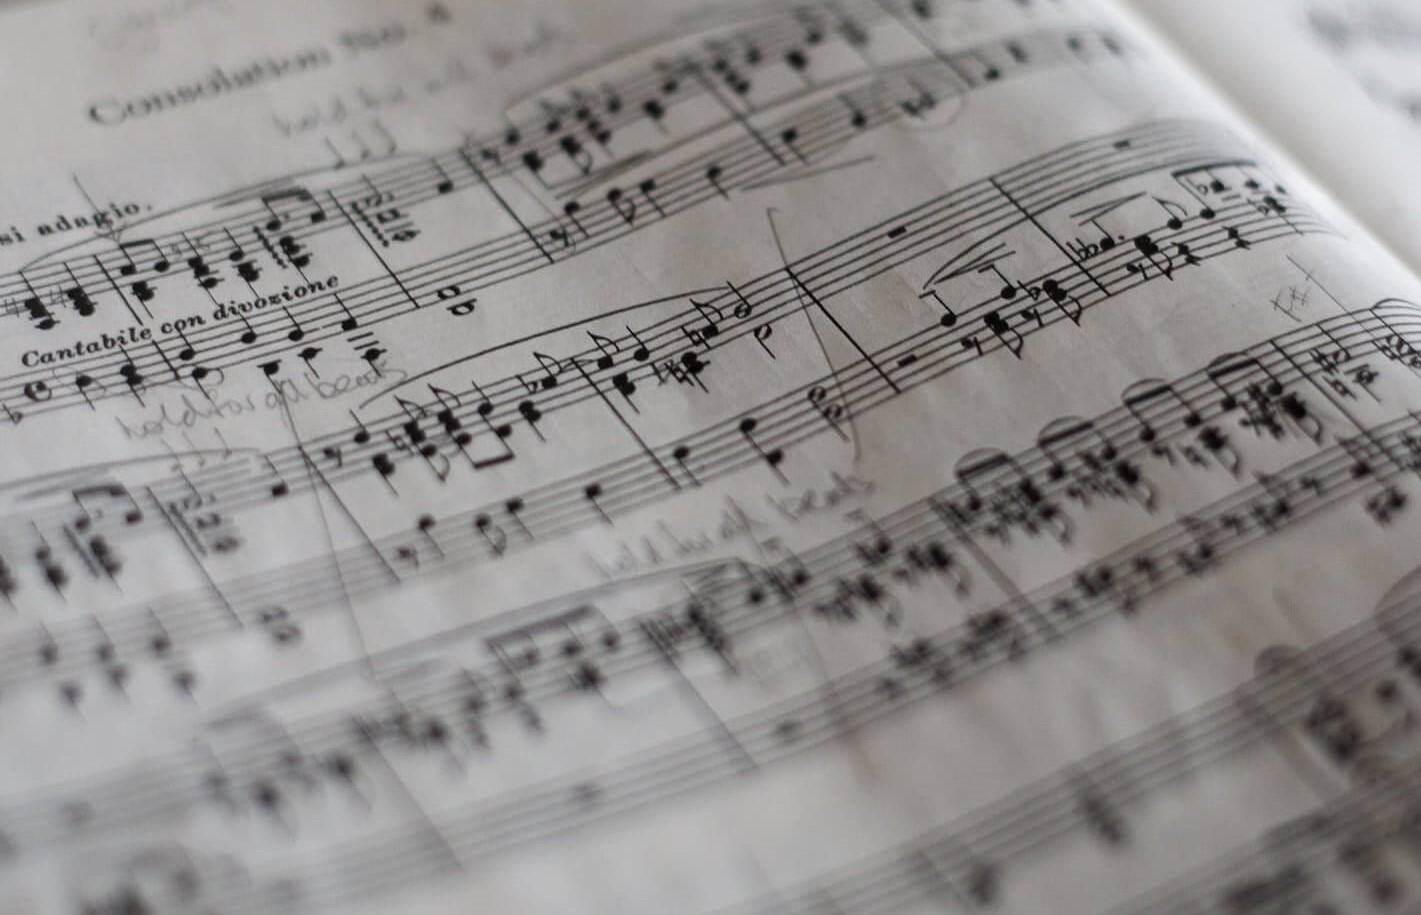 Consolation No. 4
hold for all beats
si adagio.
Cantabile con divozione
hold for all beats
hold for all beats